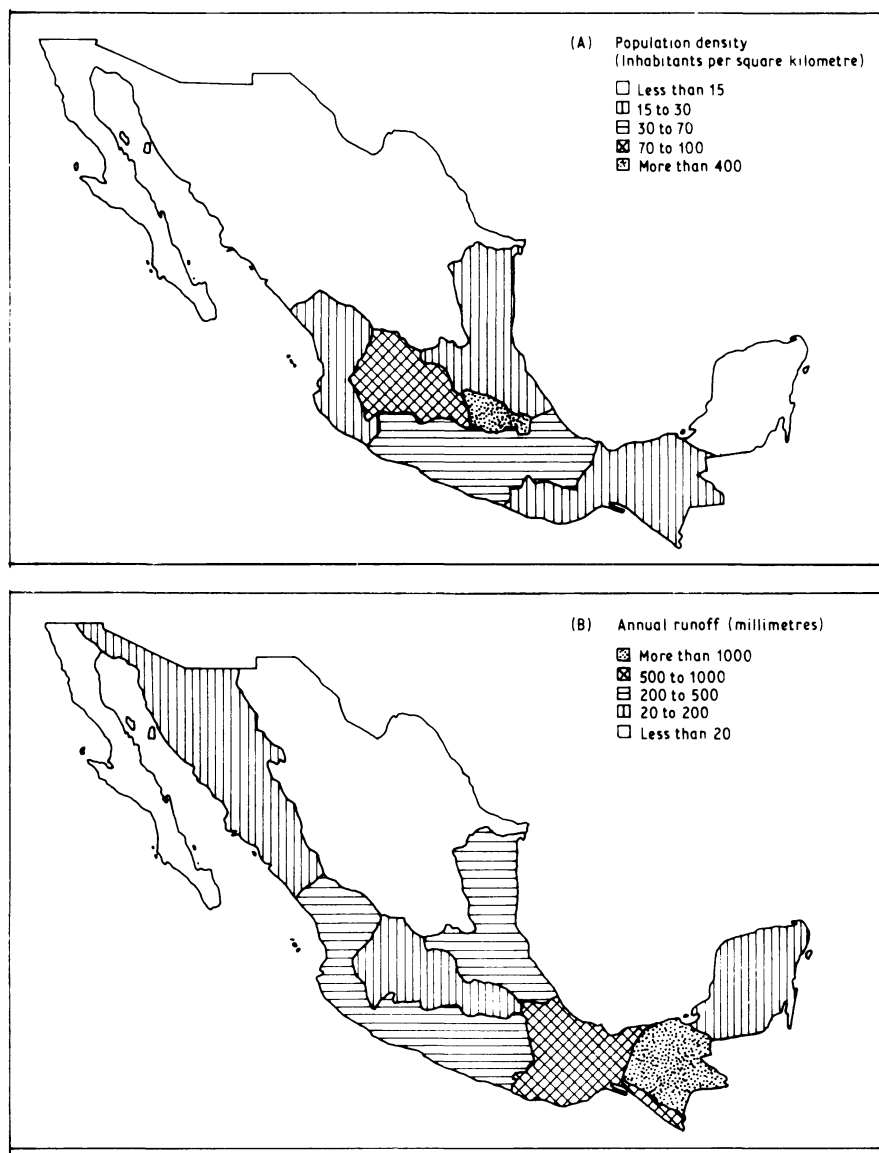 (A) Population density
(Inhabitants per square kilometre)
Less than 15
15 to 30
30 to 70
70 to 100
More than 400
(B) Annual runoff (millimetres)
More than 1000
500 to 1000
200 to 500
20 to 200
Less than 20